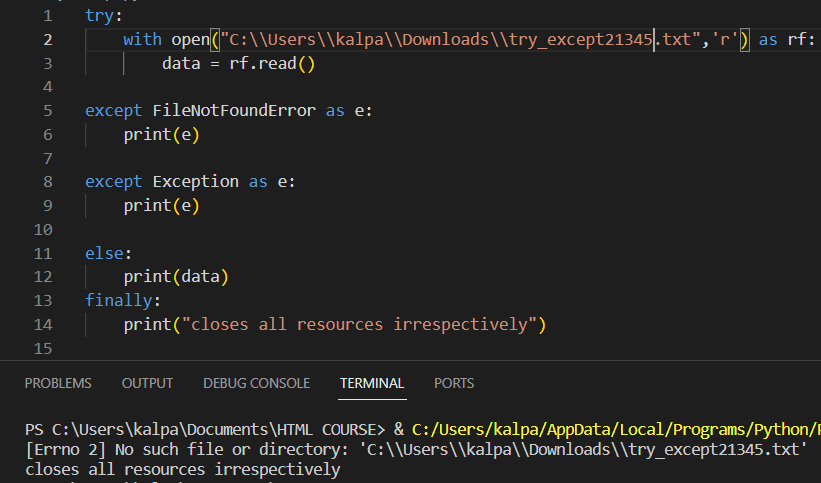 1 try:
2 with open("C:\\Users\\kalpa\\Downloads\\try_except21345.txt",'r') as rf:
3 data = rf.read()
4
5 except FileNotFoundError as e:
6 print(e)
7
8 except Exception as e:
9 print(e)
10
11 else:
12 print(data)
13 finally:
14 print("closes all resources irrespectively")
15
PROBLEMS OUTPUT DEBUG CONSOLE TERMINAL PORTS
PS C:\Users\kalpa\Documents\HTML COURSE> & C:/Users/kalpa/AppData/Local/Programs/Python/
[Errno 2] No such file or directory: 'C:\\Users\\kalpa\\Downloads\\try_except21345.txt'
closes all resources irrespectively